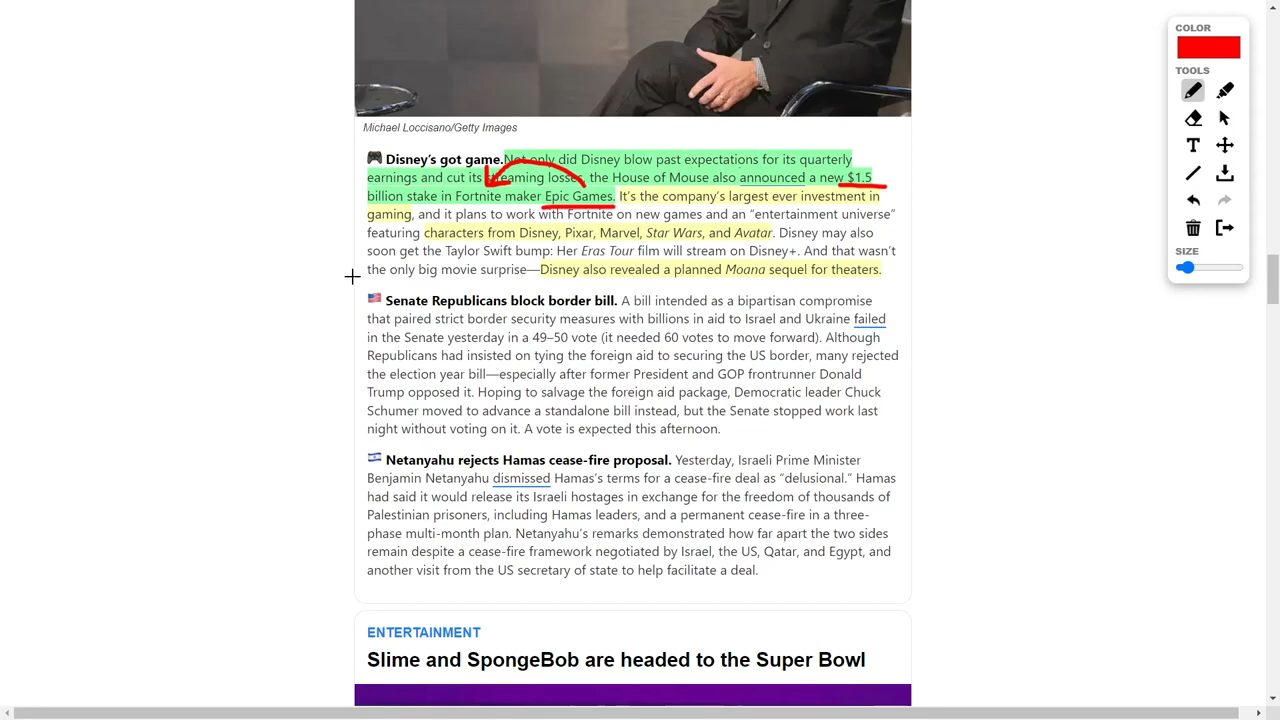 Michael Loccisano/Getty Images
COLOR
TOOLS
T
SIZE
Disney’s got game. Not only did Disney blow past expectations for its quarterly
earnings and cut its streaming losses, the House of Mouse also announced a new $1.5
billion stake in Fortnite maker Epic Games. It’s the company’s largest ever investment in
gaming, and it plans to work with Fortnite on new games and an “entertainment universe”
featuring characters from Disney, Pixar, Marvel, Star Wars, and Avatar. Disney may also
soon get the Taylor Swift bump: Her Eras Tour film will stream on Disney+. And that wasn’t
the only big movie surprise—Disney also revealed a planned Moana sequel for theaters.
Senate Republicans block border bill. A bill intended as a bipartisan compromise
that paired strict border security measures with billions in aid to Israel and Ukraine failed
in the Senate yesterday in a 49–50 vote (it needed 60 votes to move forward). Although
Republicans had insisted on tying the foreign aid to securing the US border, many rejected
the election year bill—especially after former President and GOP frontrunner Donald
Trump opposed it. Hoping to salvage the foreign aid package, Democratic leader Chuck
Schumer moved to advance a standalone bill instead, but the Senate stopped work last
night without voting on it. A vote is expected this afternoon.
Netanyahu rejects Hamas cease-fire proposal. Yesterday, Israeli Prime Minister
Benjamin Netanyahu dismissed Hamas’s terms for a cease-fire deal as “delusional.” Hamas
had said it would release its Israeli hostages in exchange for the freedom of thousands of
Palestinian prisoners, including Hamas leaders, and a permanent cease-fire in a three-
phase multi-month plan. Netanyahu’s remarks demonstrated how far apart the two sides
remain despite a cease-fire framework negotiated by Israel, the US, Qatar, and Egypt, and
another visit from the US secretary of state to help facilitate a deal.
ENTERTAINMENT
Slime and SpongeBob are headed to the Super Bowl